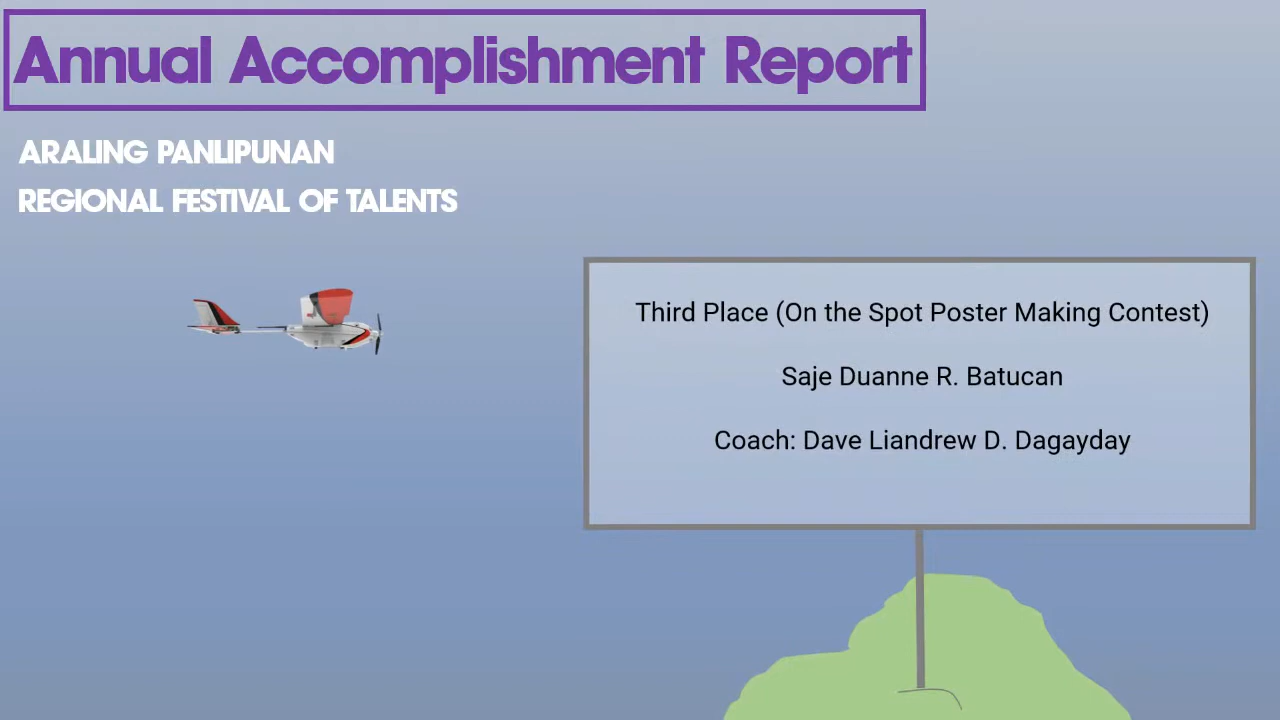 Annual Accomplishment Report
ARALING PANLIPUNAN
REGIONAL FESTIVAL OF TALENTS
Third Place (On the Spot Poster Making Contest)
Saje Duanne R. Batucan
Coach: Dave Liandrew D. Dagayday